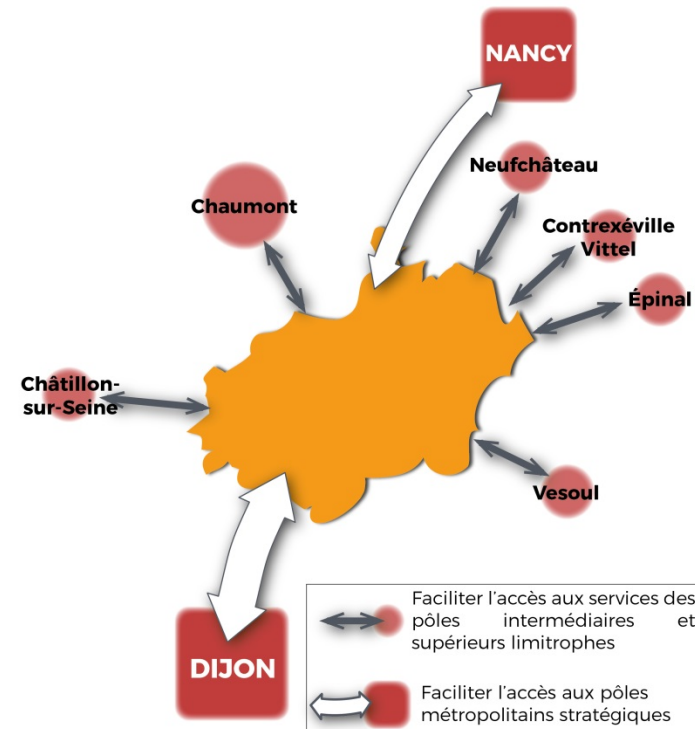 NANCY
Neufchâteau
Chaumont
Contrexéville
Vittel
Épinal
Châtillon-
sur-Seine
Vesoul
DIJON
Faciliter l'accès aux services des
pôles intermédiaires et
supérieurs limitrophes
Faciliter l'accès aux pôles
métropolitains stratégiques